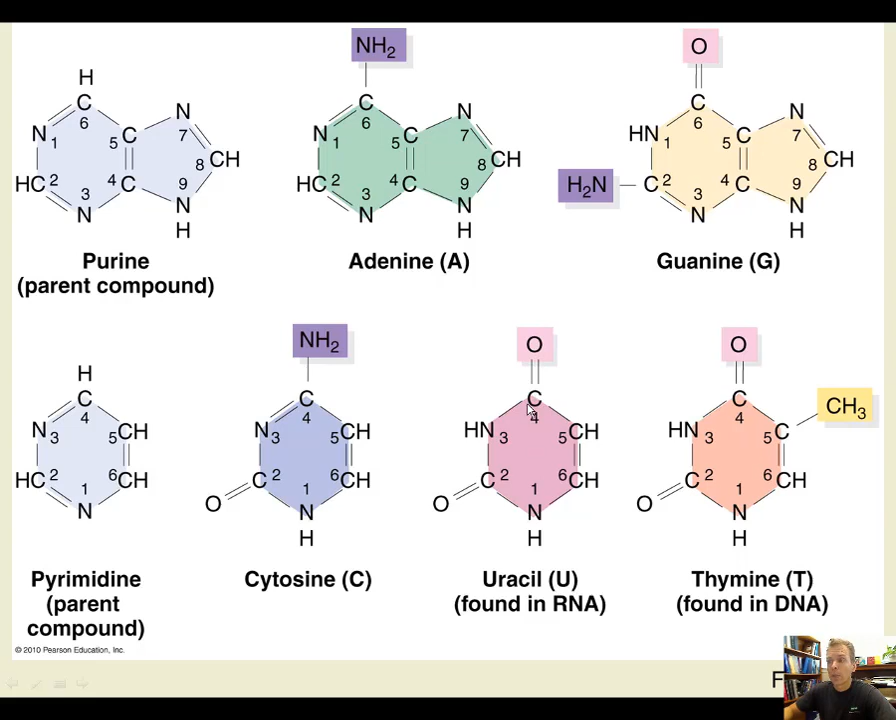 NH2
O
H
C
6
N
1
5
C
N
7
8
CH
HC
2
3
4
C
9
N
N
H
C
6
N
1
5
C
N
7
8
CH
HC
2
3
4
C
9
N
N
H
C
6
HN
1
5
C
N
7
8
CH
H2N
C
2
3
4
C
9
N
N
H
Purine
(parent compound)
Adenine (A)
Guanine (G)
NH2
O
O
H
C
4
N
3
5
CH
HC
2
1
6
CH
N
C
4
N
3
5
CH
C
2
1
6
CH
O
N
H
C
4
HN
3
5
CH
C
2
1
6
CH
O
N
H
C
4
HN
3
5
C
CH3
C
2
1
6
CH
O
N
H
Pyrimidine
(parent
compound)
Cytosine (C)
Uracil (U)
(found in RNA)
Thymine (T)
(found in DNA)
© 2010 Pearson Education, Inc.
F